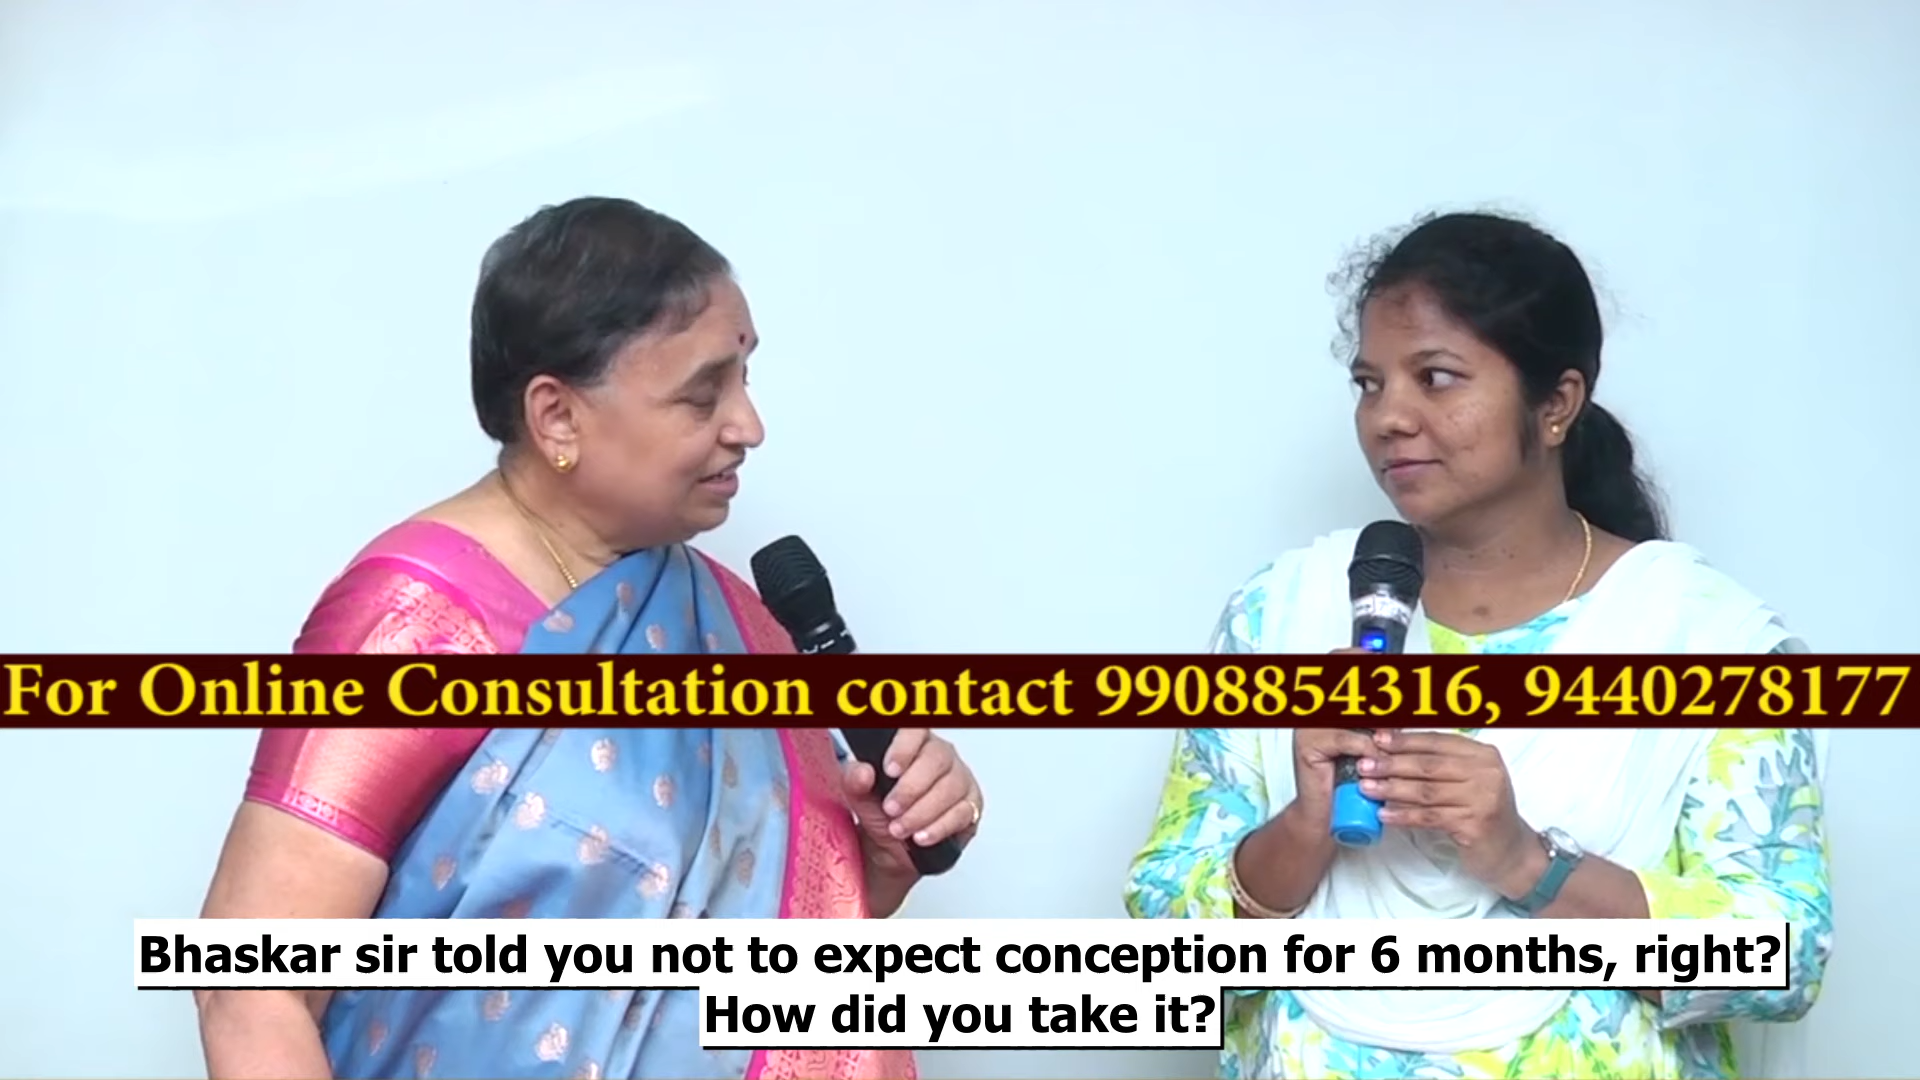 For Online Consultation contact 9908854316, 9440278177
Bhaskar sir told you not to expect conception for 6 months, right?
How did you take it?